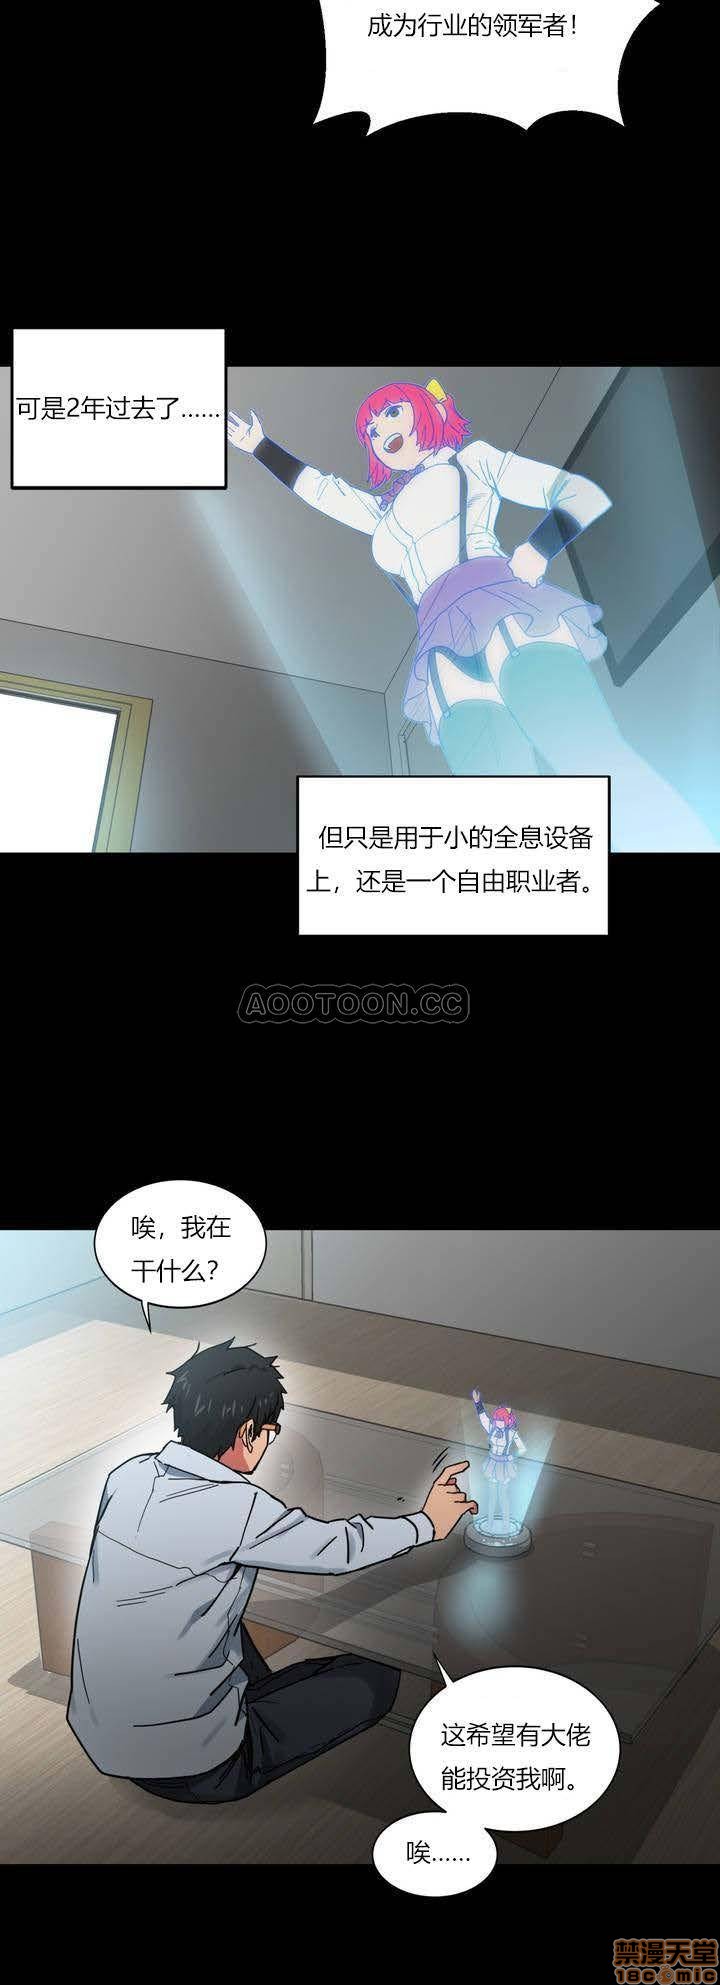 成为行业的领军者！
可是2年过去了……
但只是用于小的全息设备
上，还是一个自由职业者。
AOOTOON.CC
唉，我在
干什么？
这希望有大佬
能投资我啊。
唉……
禁漫天堂
18COMIC